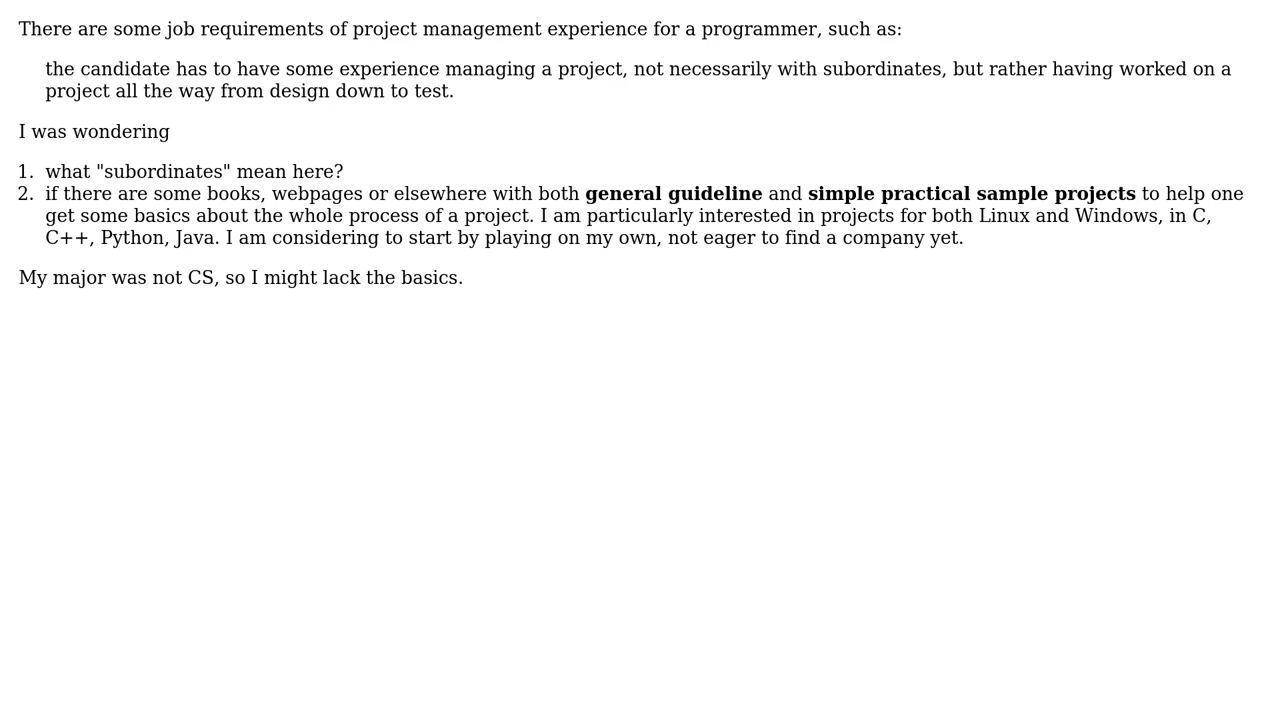 There are some job requirements of project management experience for a programmer, such as:
the candidate has to have some experience managing a project, not necessarily with subordinates, but rather having worked on a
project all the way from design down to test.
I was wondering
1. what "subordinates" mean here?
2. if there are some books, webpages or elsewhere with both general guideline and simple practical sample projects to help one
get some basics about the whole process of a project. I am particularly interested in projects for both Linux and Windows, in C,
C++, Python, Java. I am considering to start by playing on my own, not eager to find a company yet.
My major was not CS, so I might lack the basics.